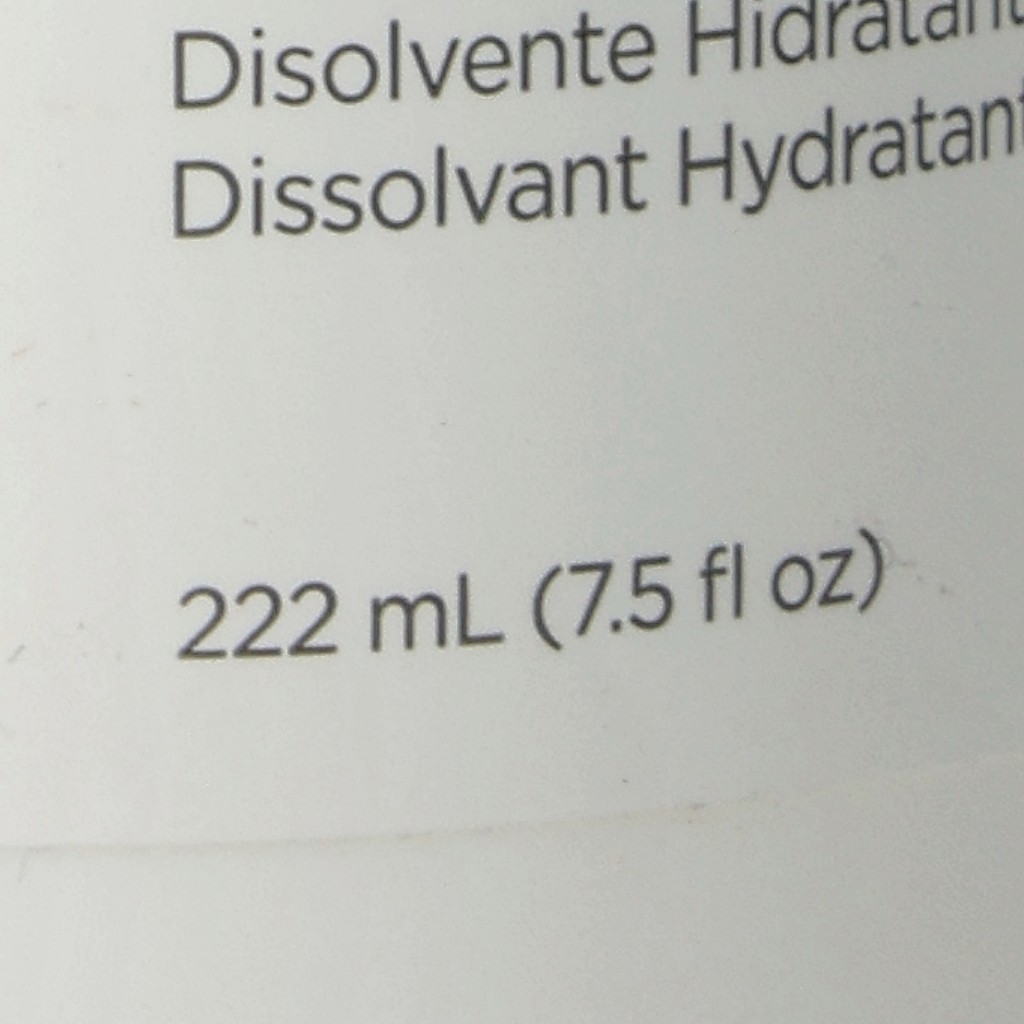 Disolvente
Dissolvant
222 mL (7.5 fl oz)